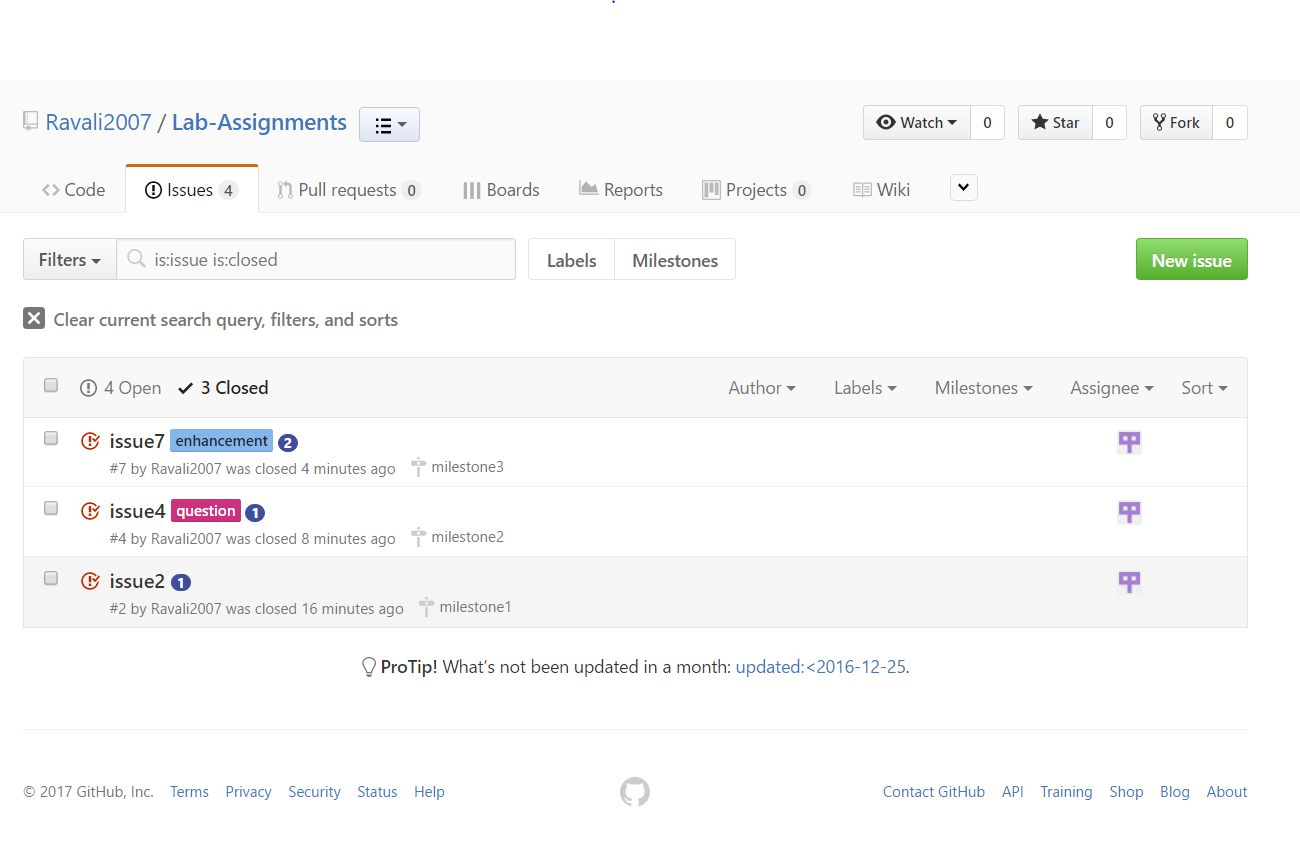 Ravali2007 / Lab-Assignments Watch 0 Star 0 Fork 0
Code Issues 4 Pull requests 0 Boards Reports Projects 0 Wiki
Filters is:issue is:closed Labels Milestones New issue
Clear current search query, filters, and sorts
4 Open 3 Closed Author Labels Milestones Assignee Sort
issue7 enhancement 2
#7 by Ravali2007 was closed 4 minutes ago milestone3
issue4 question 1
#4 by Ravali2007 was closed 8 minutes ago milestone2
issue2 1
#2 by Ravali2007 was closed 16 minutes ago milestone1
ProTip! What’s not been updated in a month: updated:<2016-12-25.
© 2017 GitHub, Inc. Terms Privacy Security Status Help Contact GitHub API Training Shop Blog About